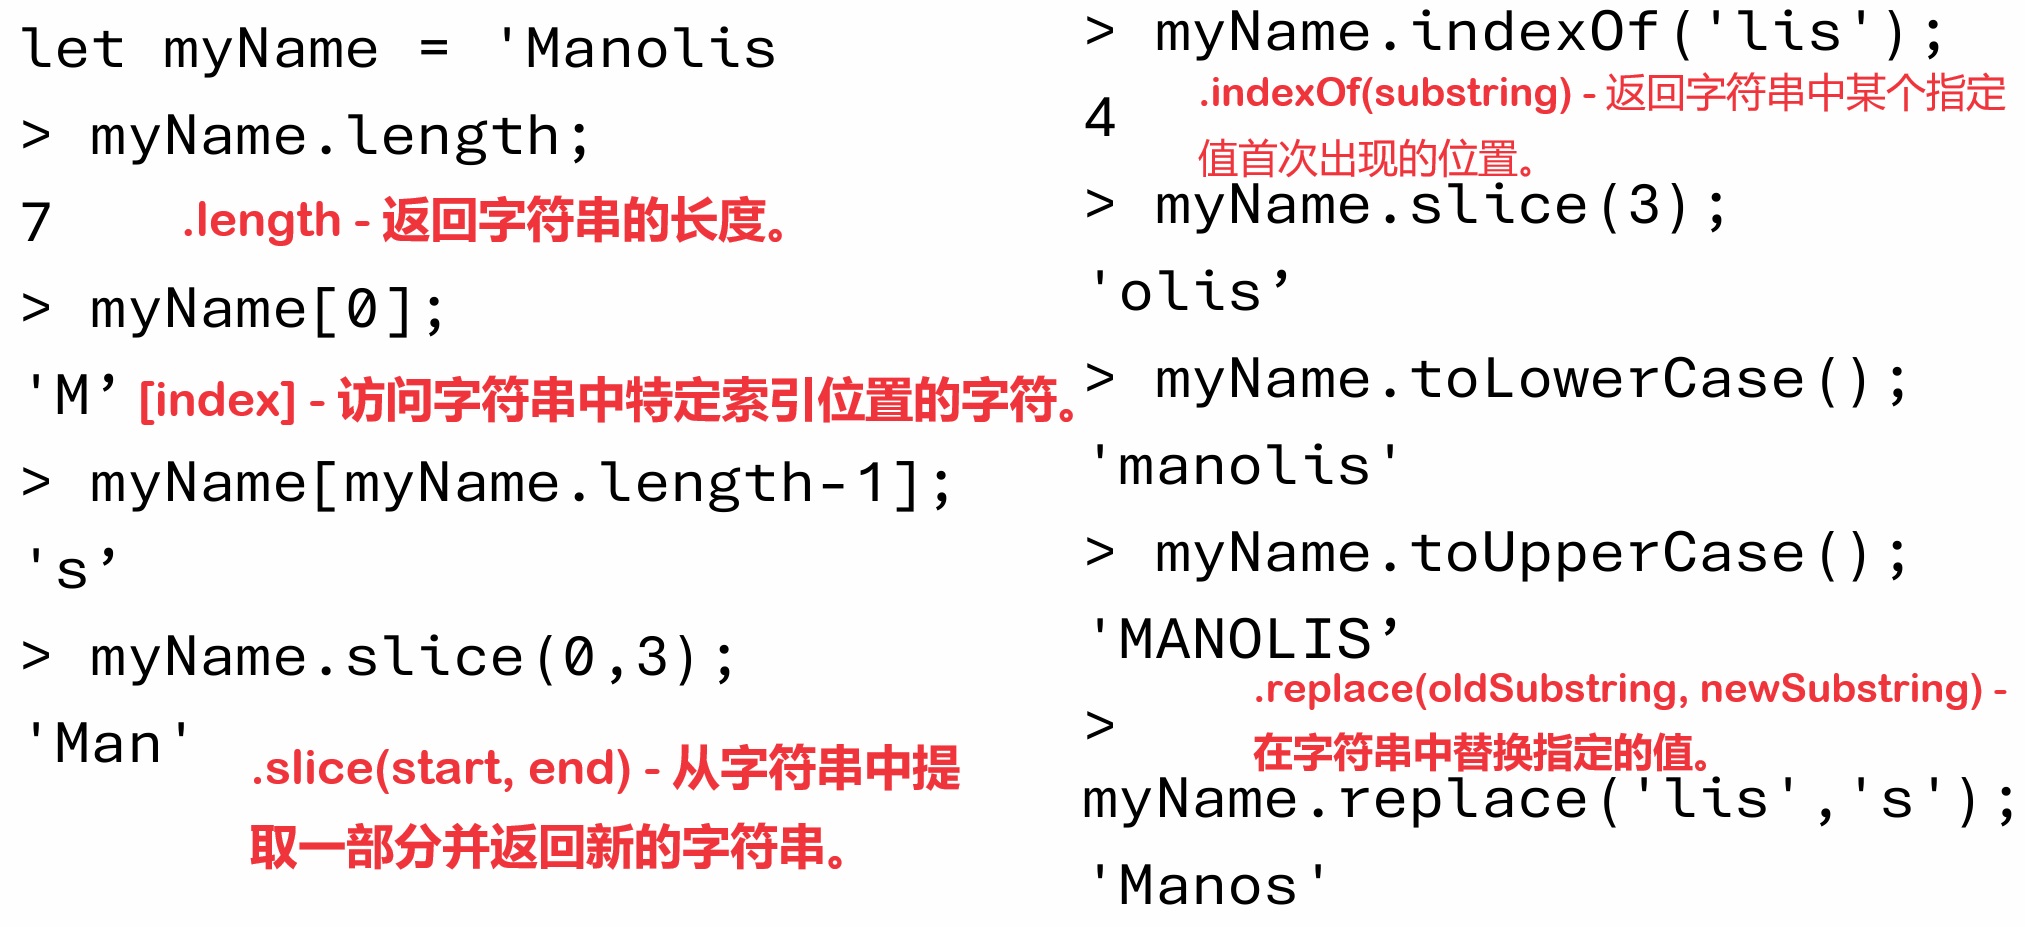 let myName = 'Manolis
> myName.length;
7 .length - 返回字符串的长度。
> myName[0];
'M’ [index] - 访问字符串中特定索引位置的字符。
> myName[myName.length-1];
's’
> myName.slice(0,3);
'Man'
.slice(start, end) - 从字符串中提
取一部分并返回新的字符串。
> myName.indexOf('lis');
.indexOf(substring) - 返回字符串中某个指定
4
值首次出现的位置。
> myName.slice(3);
'olis’
> myName.toLowerCase();
'manolis'
> myName.toUpperCase();
'MANOLIS’
.replace(oldSubstring, newSubstring) -
>
在字符串中替换指定的值。
myName.replace('lis','s');
'Manos'